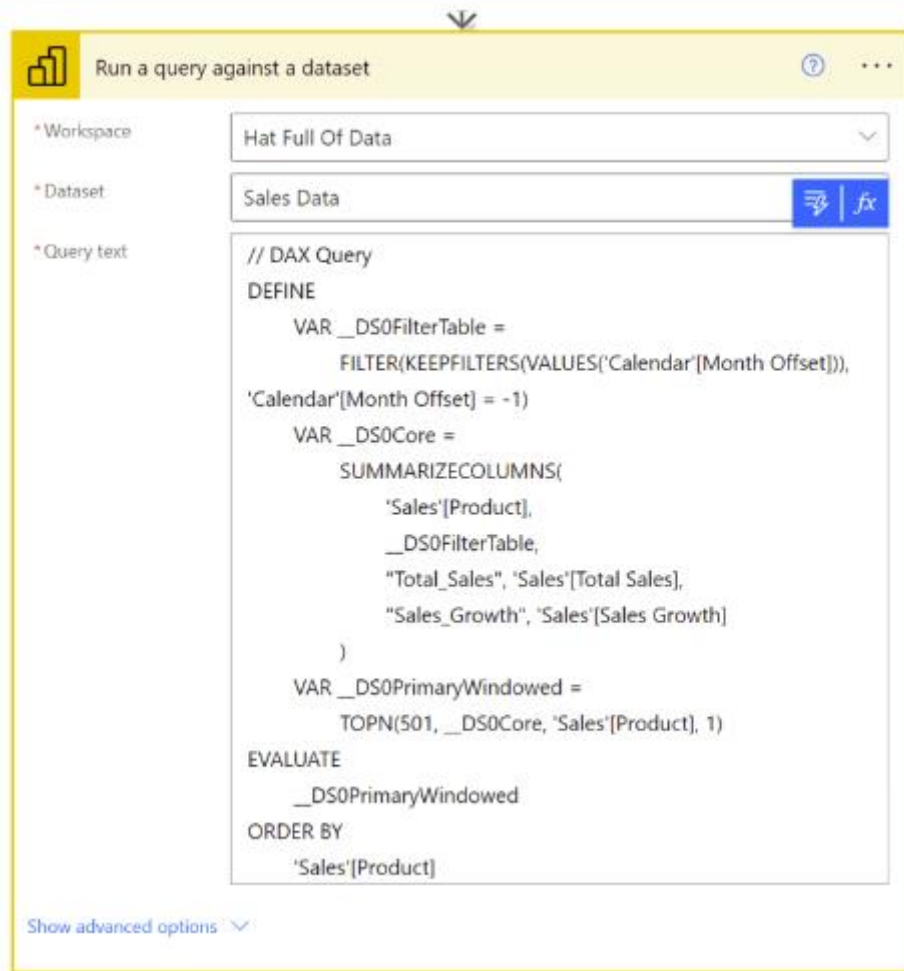 Run a query against a dataset
* Workspace
Hat Full Of Data
* Dataset
Sales Data
fx
* Query text
// DAX Query
DEFINE
VAR __DS0FilterTable =
FILTER(KEEPFILTERS(VALUES('Calendar'[Month Offset])),
'Calendar'[Month Offset] = -1)
VAR __DS0Core =
SUMMARIZECOLUMNS(
'Sales'[Product],
__DS0FilterTable,
"Total_Sales", 'Sales'[Total Sales],
"Sales_Growth", 'Sales'[Sales Growth]
)
VAR __DS0PrimaryWindowed =
TOPN(501, __DS0Core, 'Sales'[Product], 1)
EVALUATE
__DS0PrimaryWindowed
ORDER BY
'Sales'[Product]
Show advanced options